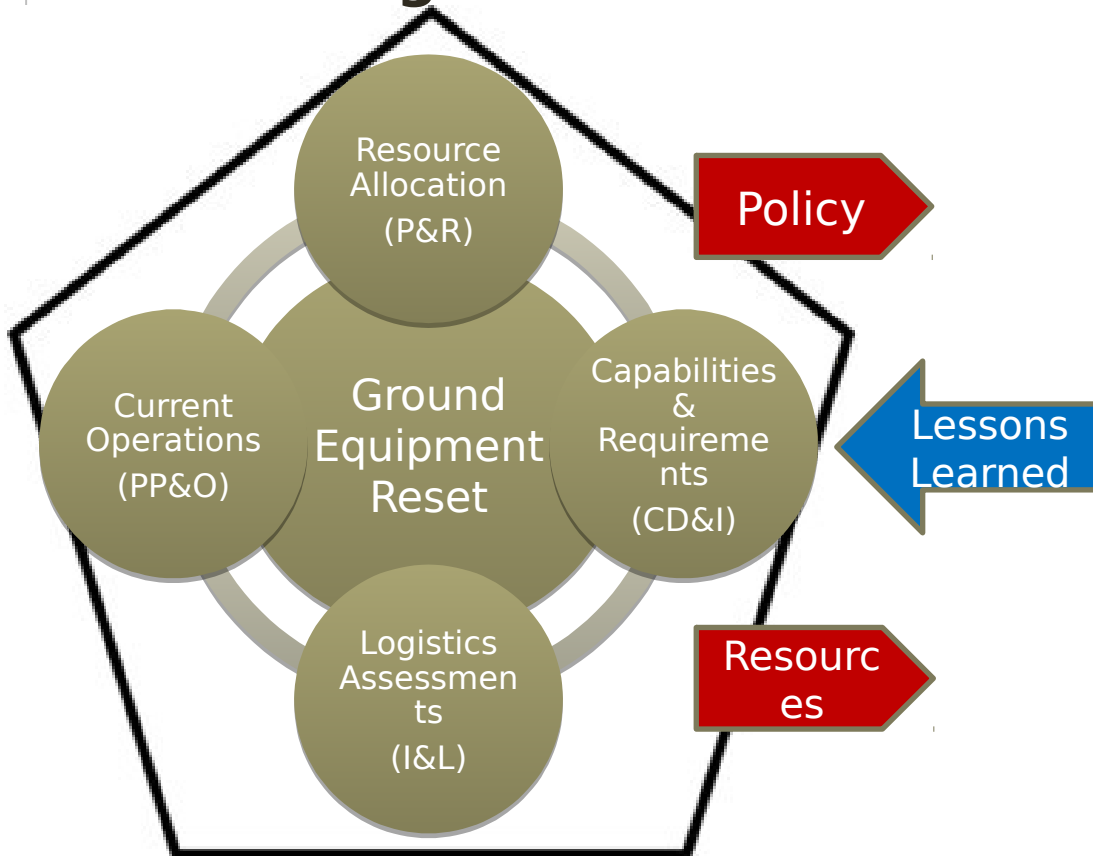 Resource
Allocation
(P&R)
Policy
Current
Operations
(PP&O)
Ground
Equipment
Reset
Capabilities
&
Requireme
nts
(CD&I)
Lessons
Learned
Logistics
Assessmen
ts
(I&L)
Resourc
es